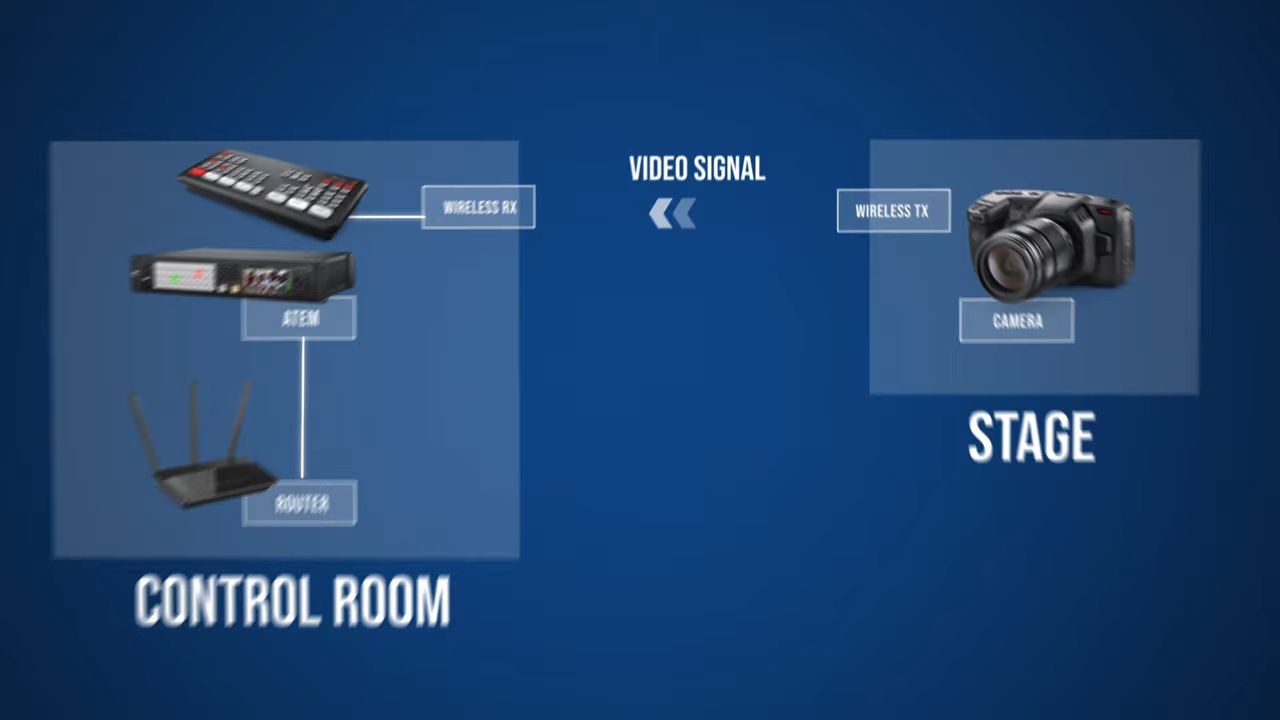 VIDEO SIGNAL
WIRELESS RX
WIRELESS TX
ATEM
CAMERA
STAGE
ROUTER
CONTROL ROOM